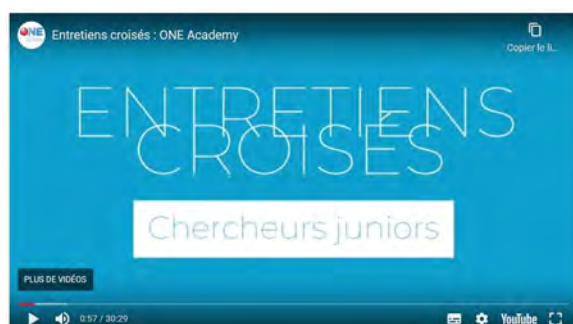 ONE
Entretiens croisés : ONE Academy
Copier le li...
ENTRETIENS
CROISÉS
Chercheurs juniors
PLUS DE VIDÉOS
0:57 / 30:29
YouTube